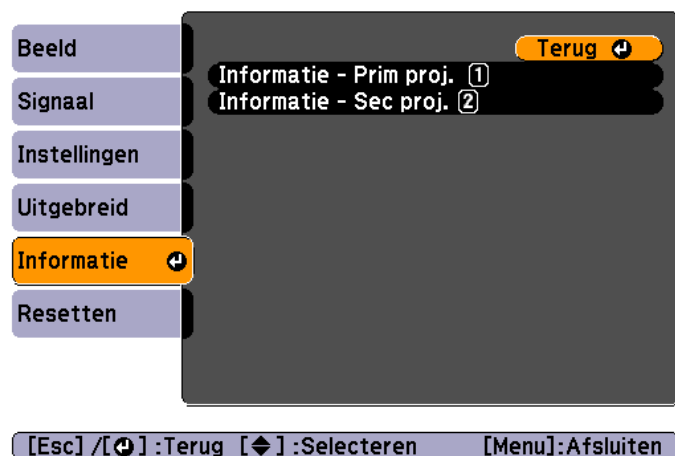 Beeld
Signaal
Instellingen
Uitgebreid
Informatie
Resetten
Terug
Informatie - Prim proj. 1
Informatie - Sec proj. 2
[Esc] /[⏎] :Terug [◆] :Selecteren [Menu]:Afsluiten